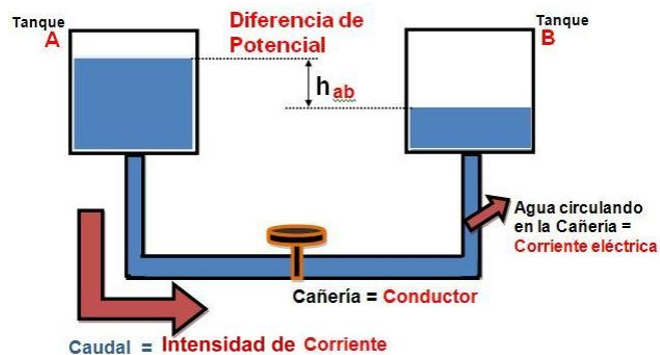 Tanque
A
Diferencia de
Potencial
Tanque
B
hab
Agua circulando
en la Cañería =
Corriente eléctrica
Cañería = Conductor
Caudal = Intensidad de Corriente